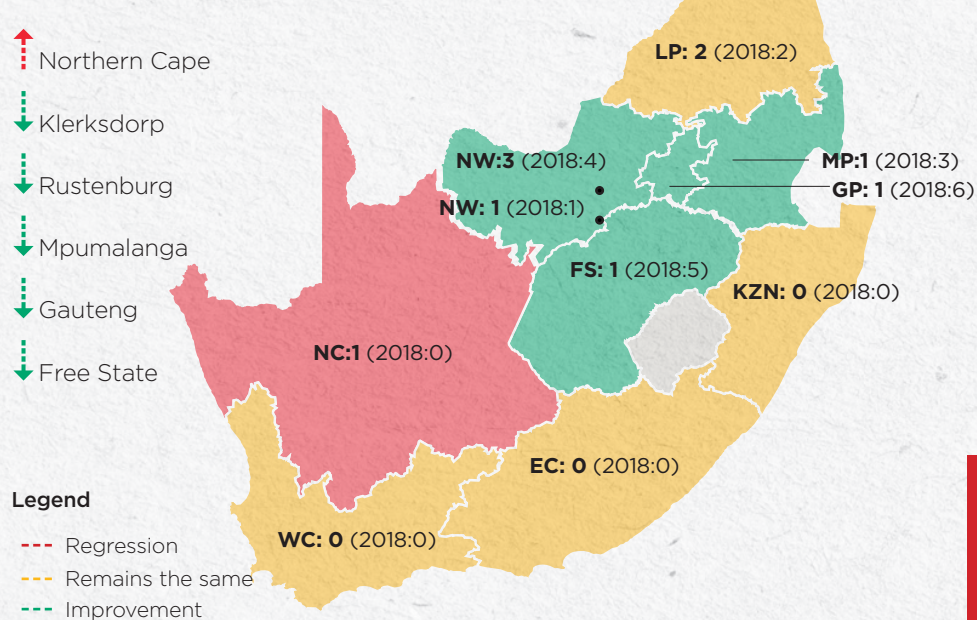 Northern Cape
Klerksdorp
Rustenburg
Mpumalanga
Gauteng
Free State
LP: 2 (2018:2)
NW:3 (2018:4)
MP:1 (2018:3)
GP: 1 (2018:6)
NW: 1 (2018:1)
FS: 1 (2018:5)
KZN: 0 (2018:0)
NC:1 (2018:0)
EC: 0 (2018:0)
WC: 0 (2018:0)
Legend
Regression
Remains the same
Improvement